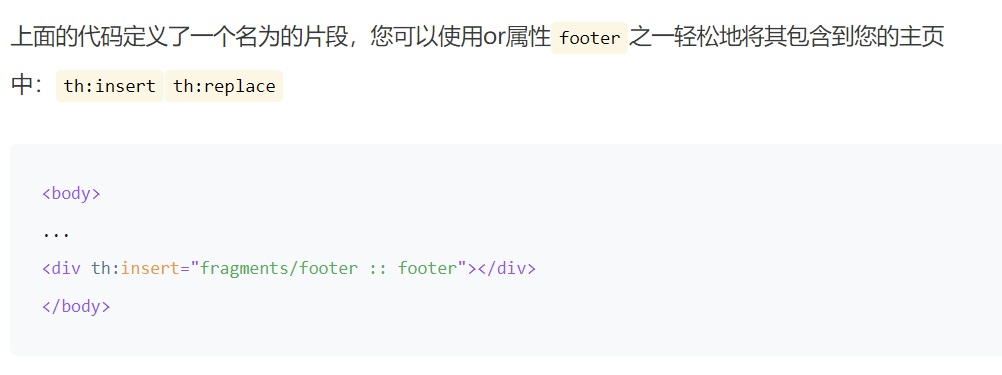 上面的代码定义了一个名为的片段，您可以使用or属性 footer 之一轻松地将其包含到您的主页
中： th:insert th:replace
<body>
...
<div th:insert="fragments/footer :: footer"></div>
</body>